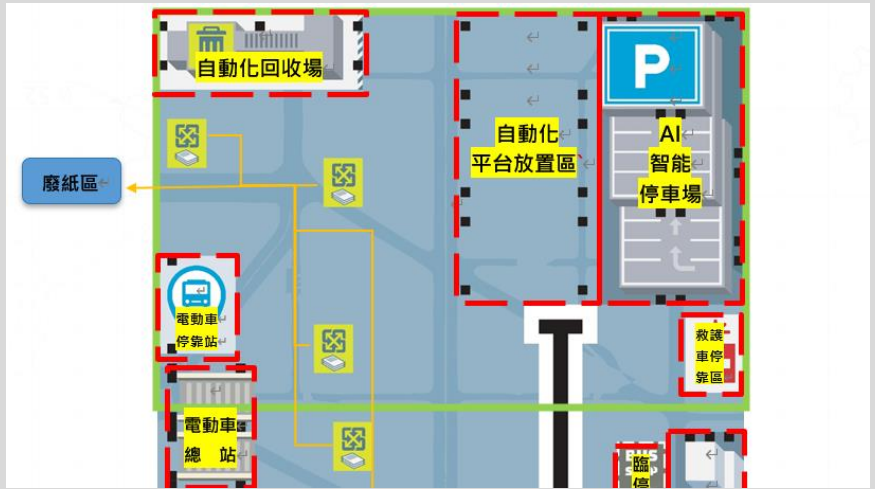 自動化回收場
P
自動化
平台放置區
AI
智能
停車場
廢紙區
電動車
停靠站
救護
車停
靠區
電動車
總 站
臨
停